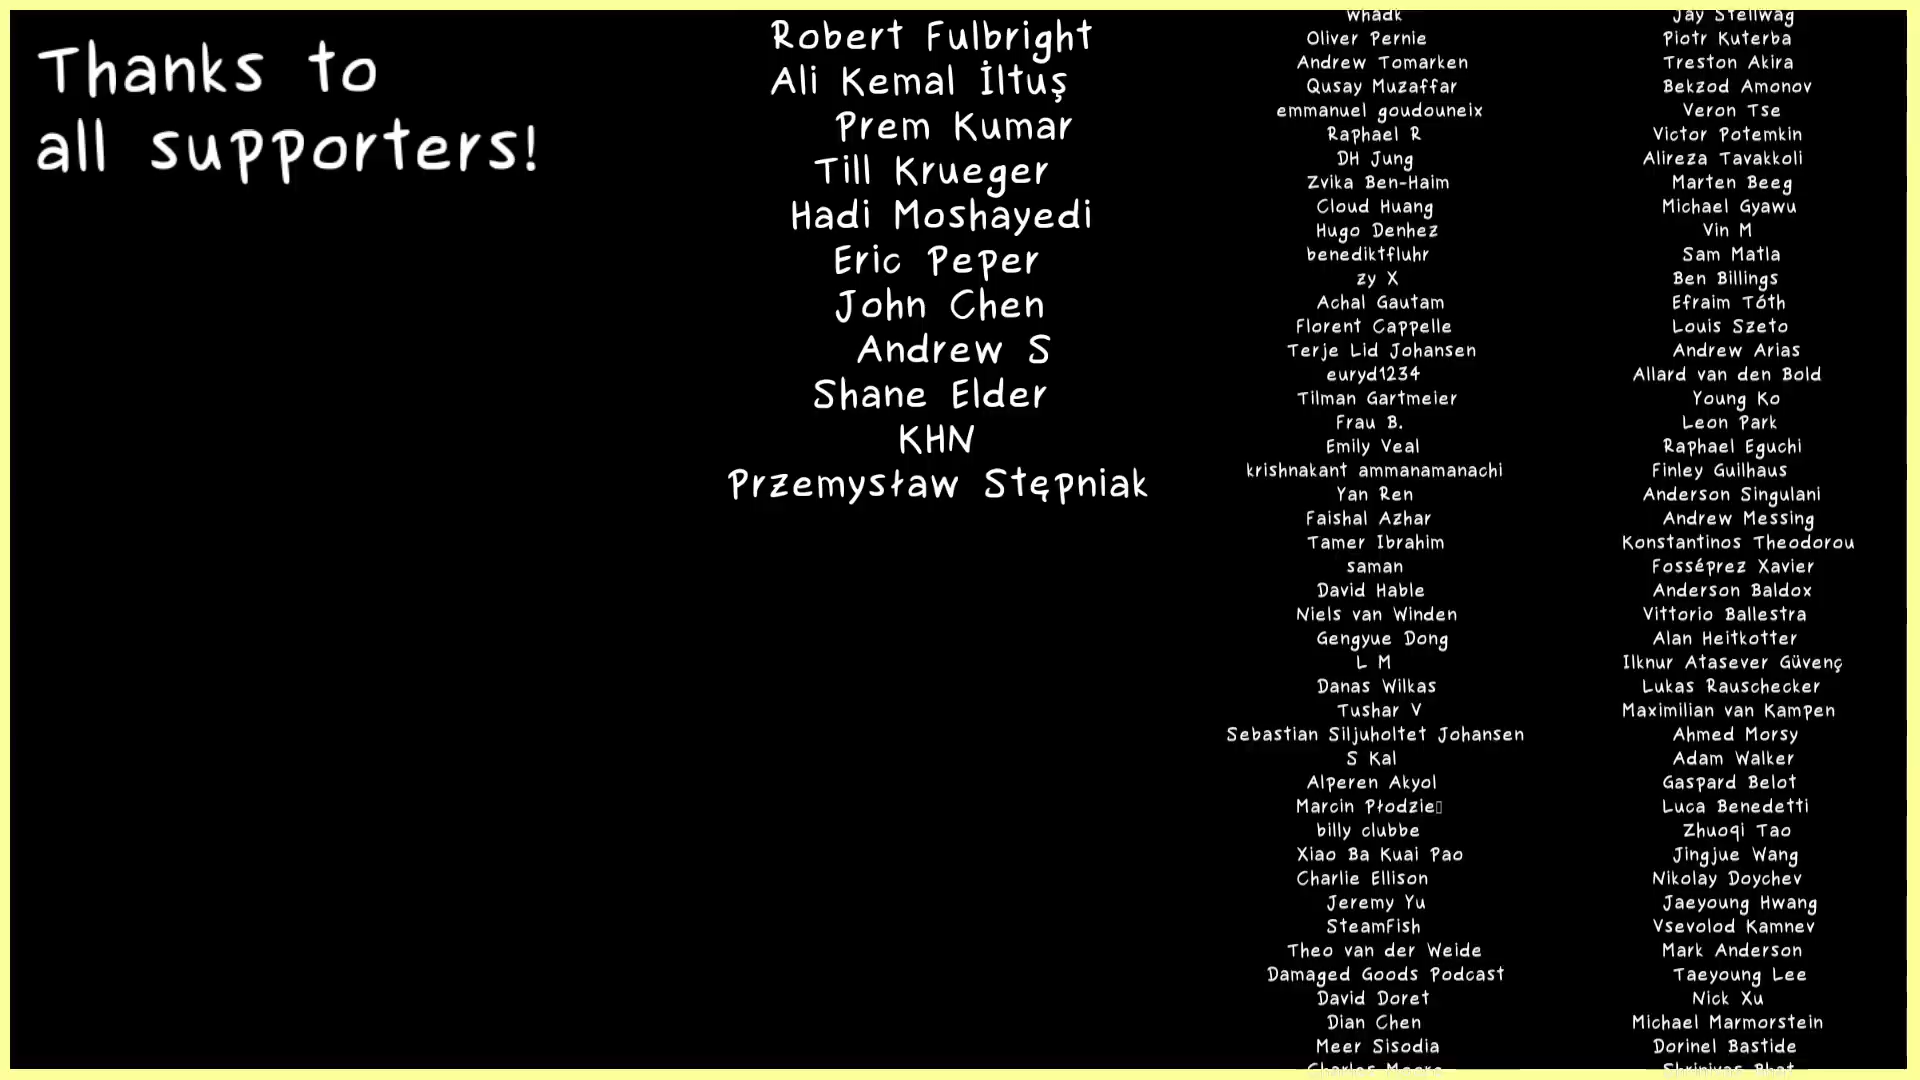 Thanks to
all supporters!
Robert Fulbright
Ali Kemal İltuş
Prem Kumar
Till Krueger
Hadi Moshayedi
Eric Peper
John Chen
Andrew S
Shane Elder
KHN
Przemysław Stępniak
whadk
Oliver Pernie
Andrew Tomarken
Qusay Muzaffar
emmanuel goudouneix
Raphael R
DH Jung
Zvika Ben-Haim
Cloud Huang
Hugo Denhez
benediktfluhr
zy X
Achal Gautam
Florent Cappelle
Terje Lid Johansen
euryd1234
Tilman Gartmeier
Frau B.
Emily Veal
krishnakant ammanamanachi
Yan Ren
Faishal Azhar
Tamer Ibrahim
saman
David Hable
Niels van Winden
Gengyue Dong
L M
Danas Wilkas
Tushar V
Sebastian Siljuholtet Johansen
S Kal
Alperen Akyol
Marcin Płodzie▯
billy clubbe
Xiao Ba Kuai Pao
Charlie Ellison
Jeremy Yu
SteamFish
Theo van der Weide
Damaged Goods Podcast
David Doret
Dian Chen
Meer Sisodia
Charles Moore
Jay Stellwag
Piotr Kuterba
Treston Akira
Bekzod Amonov
Veron Tse
Victor Potemkin
Alireza Tavakkoli
Marten Beeg
Michael Gyawu
Vin M
Sam Matla
Ben Billings
Efraim Tóth
Louis Szeto
Andrew Arias
Allard van den Bold
Young Ko
Leon Park
Raphael Eguchi
Finley Guilhaus
Anderson Singulani
Andrew Messing
Konstantinos Theodorou
Fosséprez Xavier
Anderson Baldox
Vittorio Ballestra
Alan Heitkotter
Ilknur Atasever Güvenç
Lukas Rauschecker
Maximilian van Kampen
Ahmed Morsy
Adam Walker
Gaspard Belot
Luca Benedetti
Zhuoqi Tao
Jingjue Wang
Nikolay Doychev
Jaeyoung Hwang
Vsevolod Kamnev
Mark Anderson
Taeyoung Lee
Nick Xu
Michael Marmorstein
Dorinel Bastide
Shrinivas Bhat